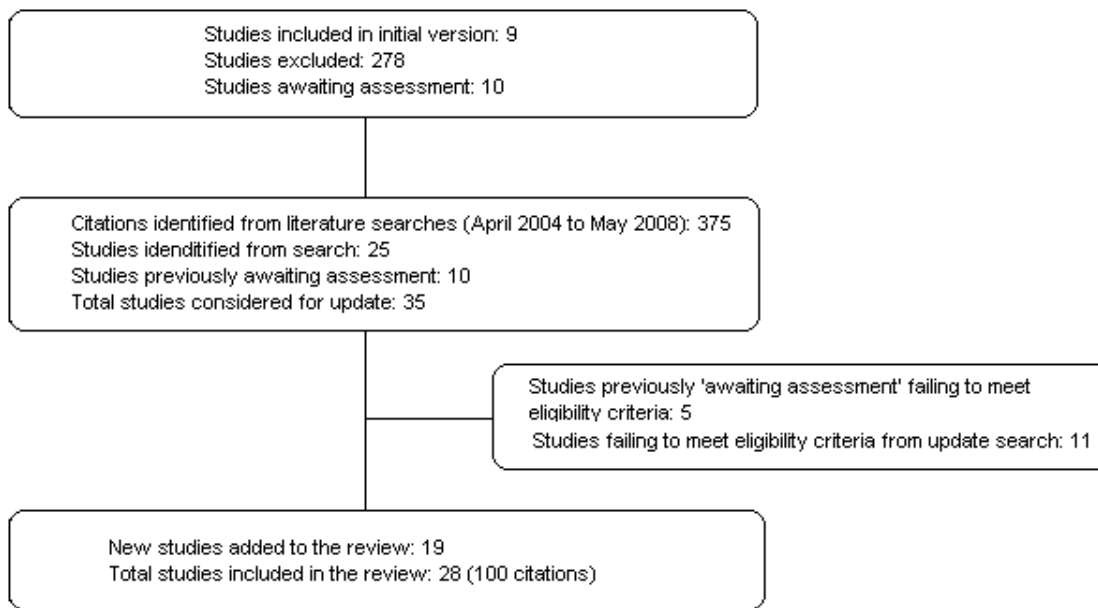 Studies included in initial version: 9
Studies excluded: 278
Studies awaiting assessment: 10
Citations identified from literature searches (April 2004 to May 2008): 375
Studies idenditified from search: 25
Studies previously awaiting assessment: 10
Total studies considered for update: 35
Studies previously 'awaiting assessment' failing to meet
eligibility criteria: 5
Studies failing to meet eligibility criteria from update search: 11
New studies added to the review: 19
Total studies included in the review: 28 (100 citations)